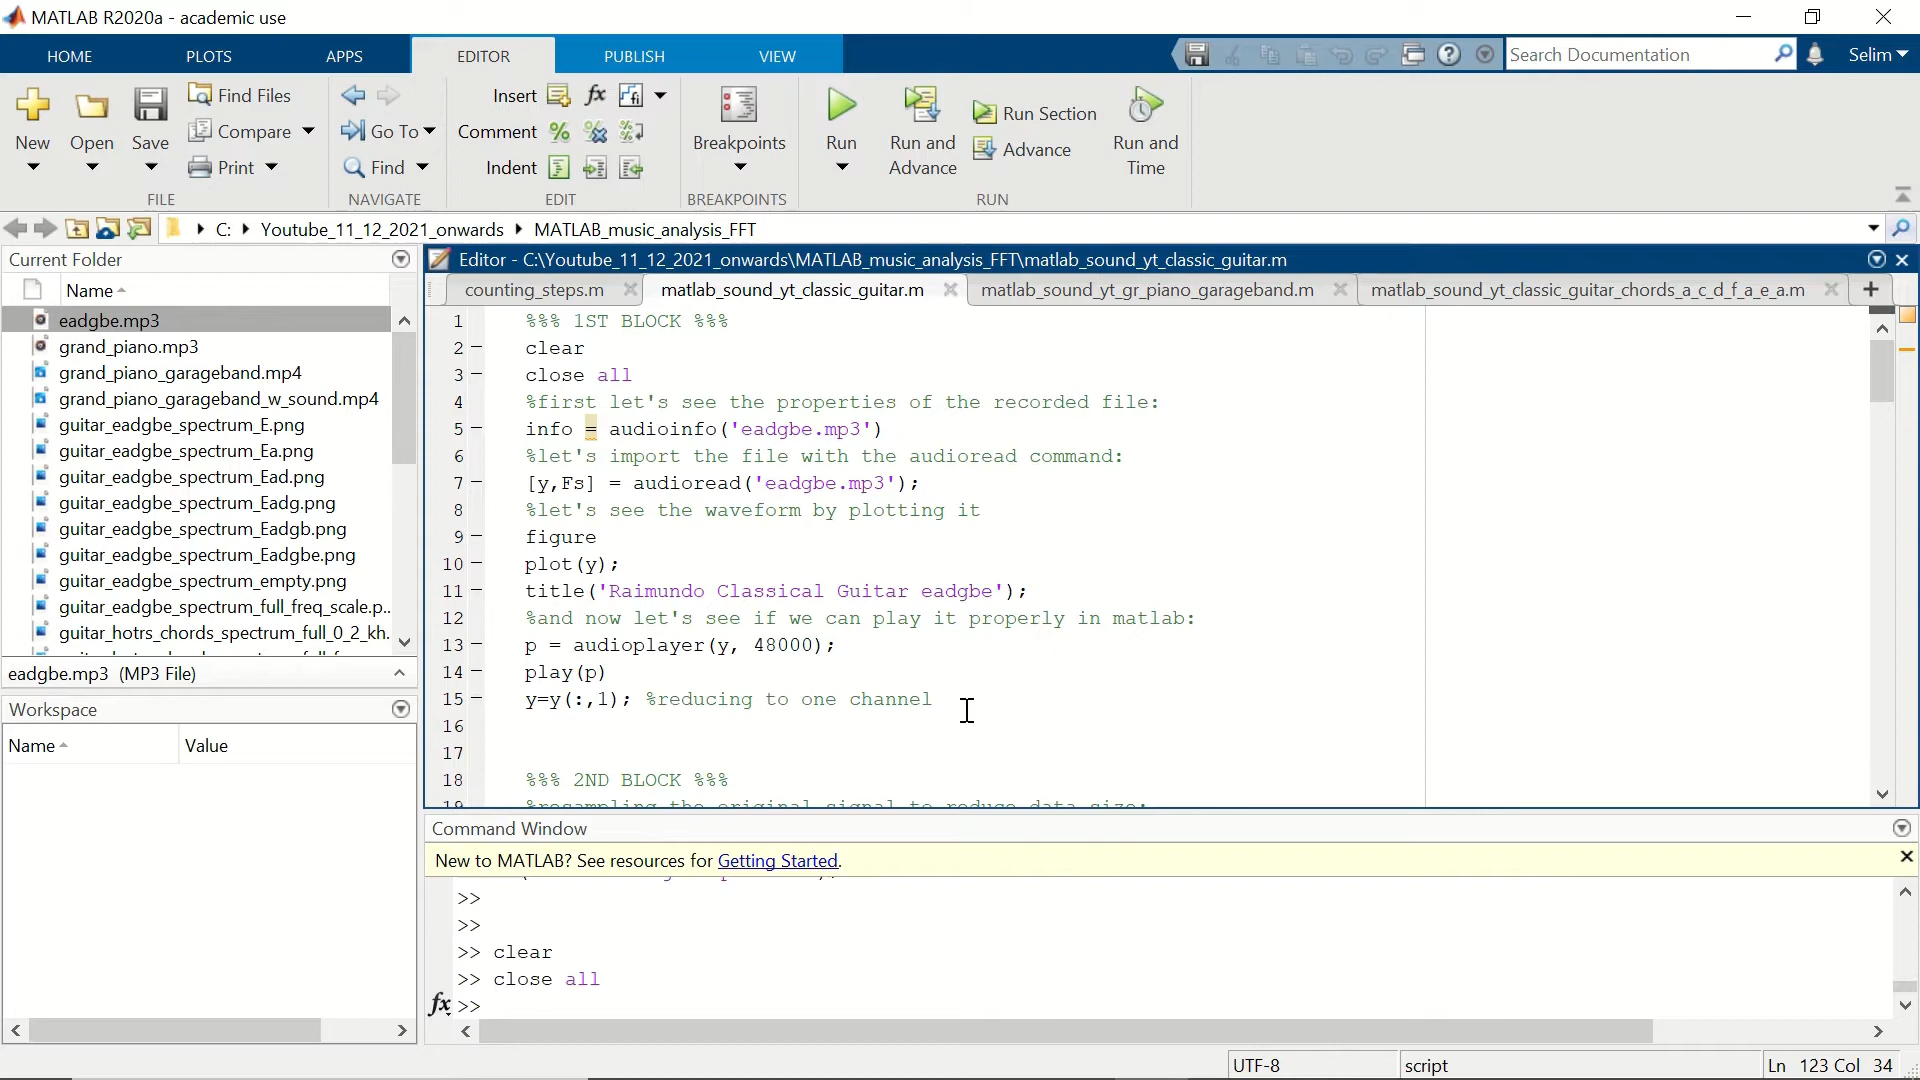 MATLAB R2020a - academic use
HOME PLOTS APPS EDITOR PUBLISH VIEW Search Documentation Selim
New Open Save Find Files Compare Print
Go To Find
Insert fx Comment Indent
Breakpoints
Run Run and Advance Run Section Advance Run and Time
FILE NAVIGATE EDIT BREAKPOINTS RUN
C: Youtube_11_12_2021_onwards MATLAB_music_analysis_FFT
Current Folder
Name
eadgbe.mp3
grand_piano.mp3
grand_piano_garageband.mp4
grand_piano_garageband_w_sound.mp4
guitar_eadgbe_spectrum_E.png
guitar_eadgbe_spectrum_Ea.png
guitar_eadgbe_spectrum_Ead.png
guitar_eadgbe_spectrum_Eadg.png
guitar_eadgbe_spectrum_Eadgb.png
guitar_eadgbe_spectrum_Eadgbe.png
guitar_eadgbe_spectrum_empty.png
guitar_eadgbe_spectrum_full_freq_scale.p..
guitar_hotrs_chords_spectrum_full_0_2_kh.
eadgbe.mp3 (MP3 File)
Workspace
Name Value
Editor - C:\Youtube_11_12_2021_onwards\MATLAB_music_analysis_FFT\matlab_sound_yt_classic_guitar.m
counting_steps.m matlab_sound_yt_classic_guitar.m matlab_sound_yt_gr_piano_garageband.m matlab_sound_yt_classic_guitar_chords_a_c_d_f_a_e_a.m
1 %%% 1ST BLOCK %%%
2 clear
3 close all
4 %first let's see the properties of the recorded file:
5 info = audioinfo('eadgbe.mp3')
6 %let's import the file with the audioread command:
7 [y,Fs] = audioread('eadgbe.mp3');
8 %let's see the waveform by plotting it
9 figure
10 plot(y);
11 title('Raimundo Classical Guitar eadgbe');
12 %and now let's see if we can play it properly in matlab:
13 p = audioplayer(y, 48000);
14 play(p)
15 y=y(:,1); %reducing to one channel
16
17
18 %%% 2ND BLOCK %%%
19 %resampling the original signal to reduce data size:
Command Window
New to MATLAB? See resources for Getting Started.
>>
>>
>> clear
>> close all
fx >>
UTF-8 script Ln 123 Col 34